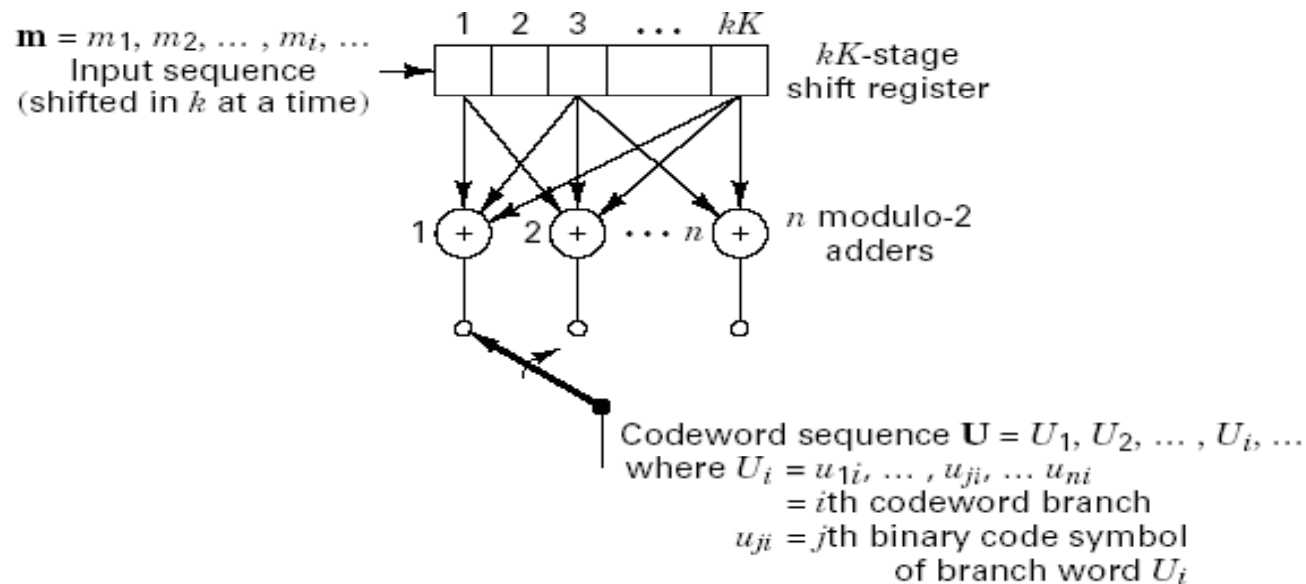 1 2 3 ... kK
m = m1, m2, ... , mi, ...
Input sequence
(shifted in k at a time)
kK-stage
shift register
1 + 2 + ... n +
n modulo-2
adders
Codeword sequence U = U1, U2, ... , Ui, ...
where Ui = u1i, ... , uji, ... uni
= ith codeword branch
uji = jth binary code symbol
of branch word Ui